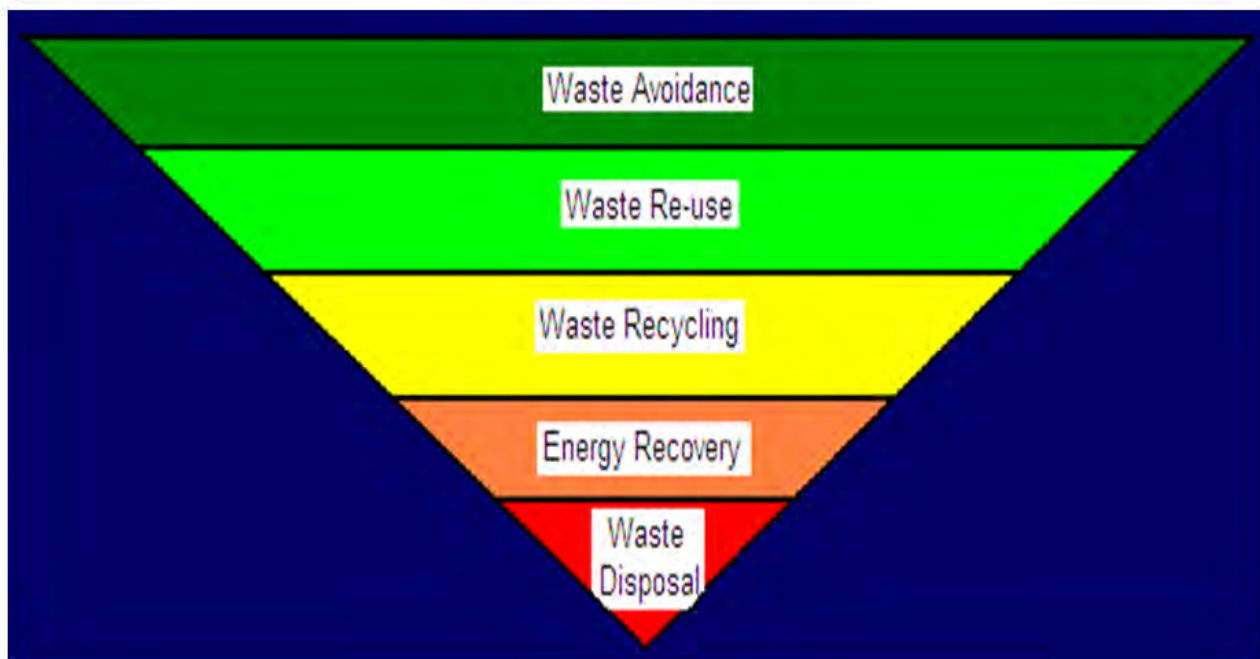 Waste Avoidance
Waste Re-use
Waste Recycling
Energy Recovery
Waste
Disposal